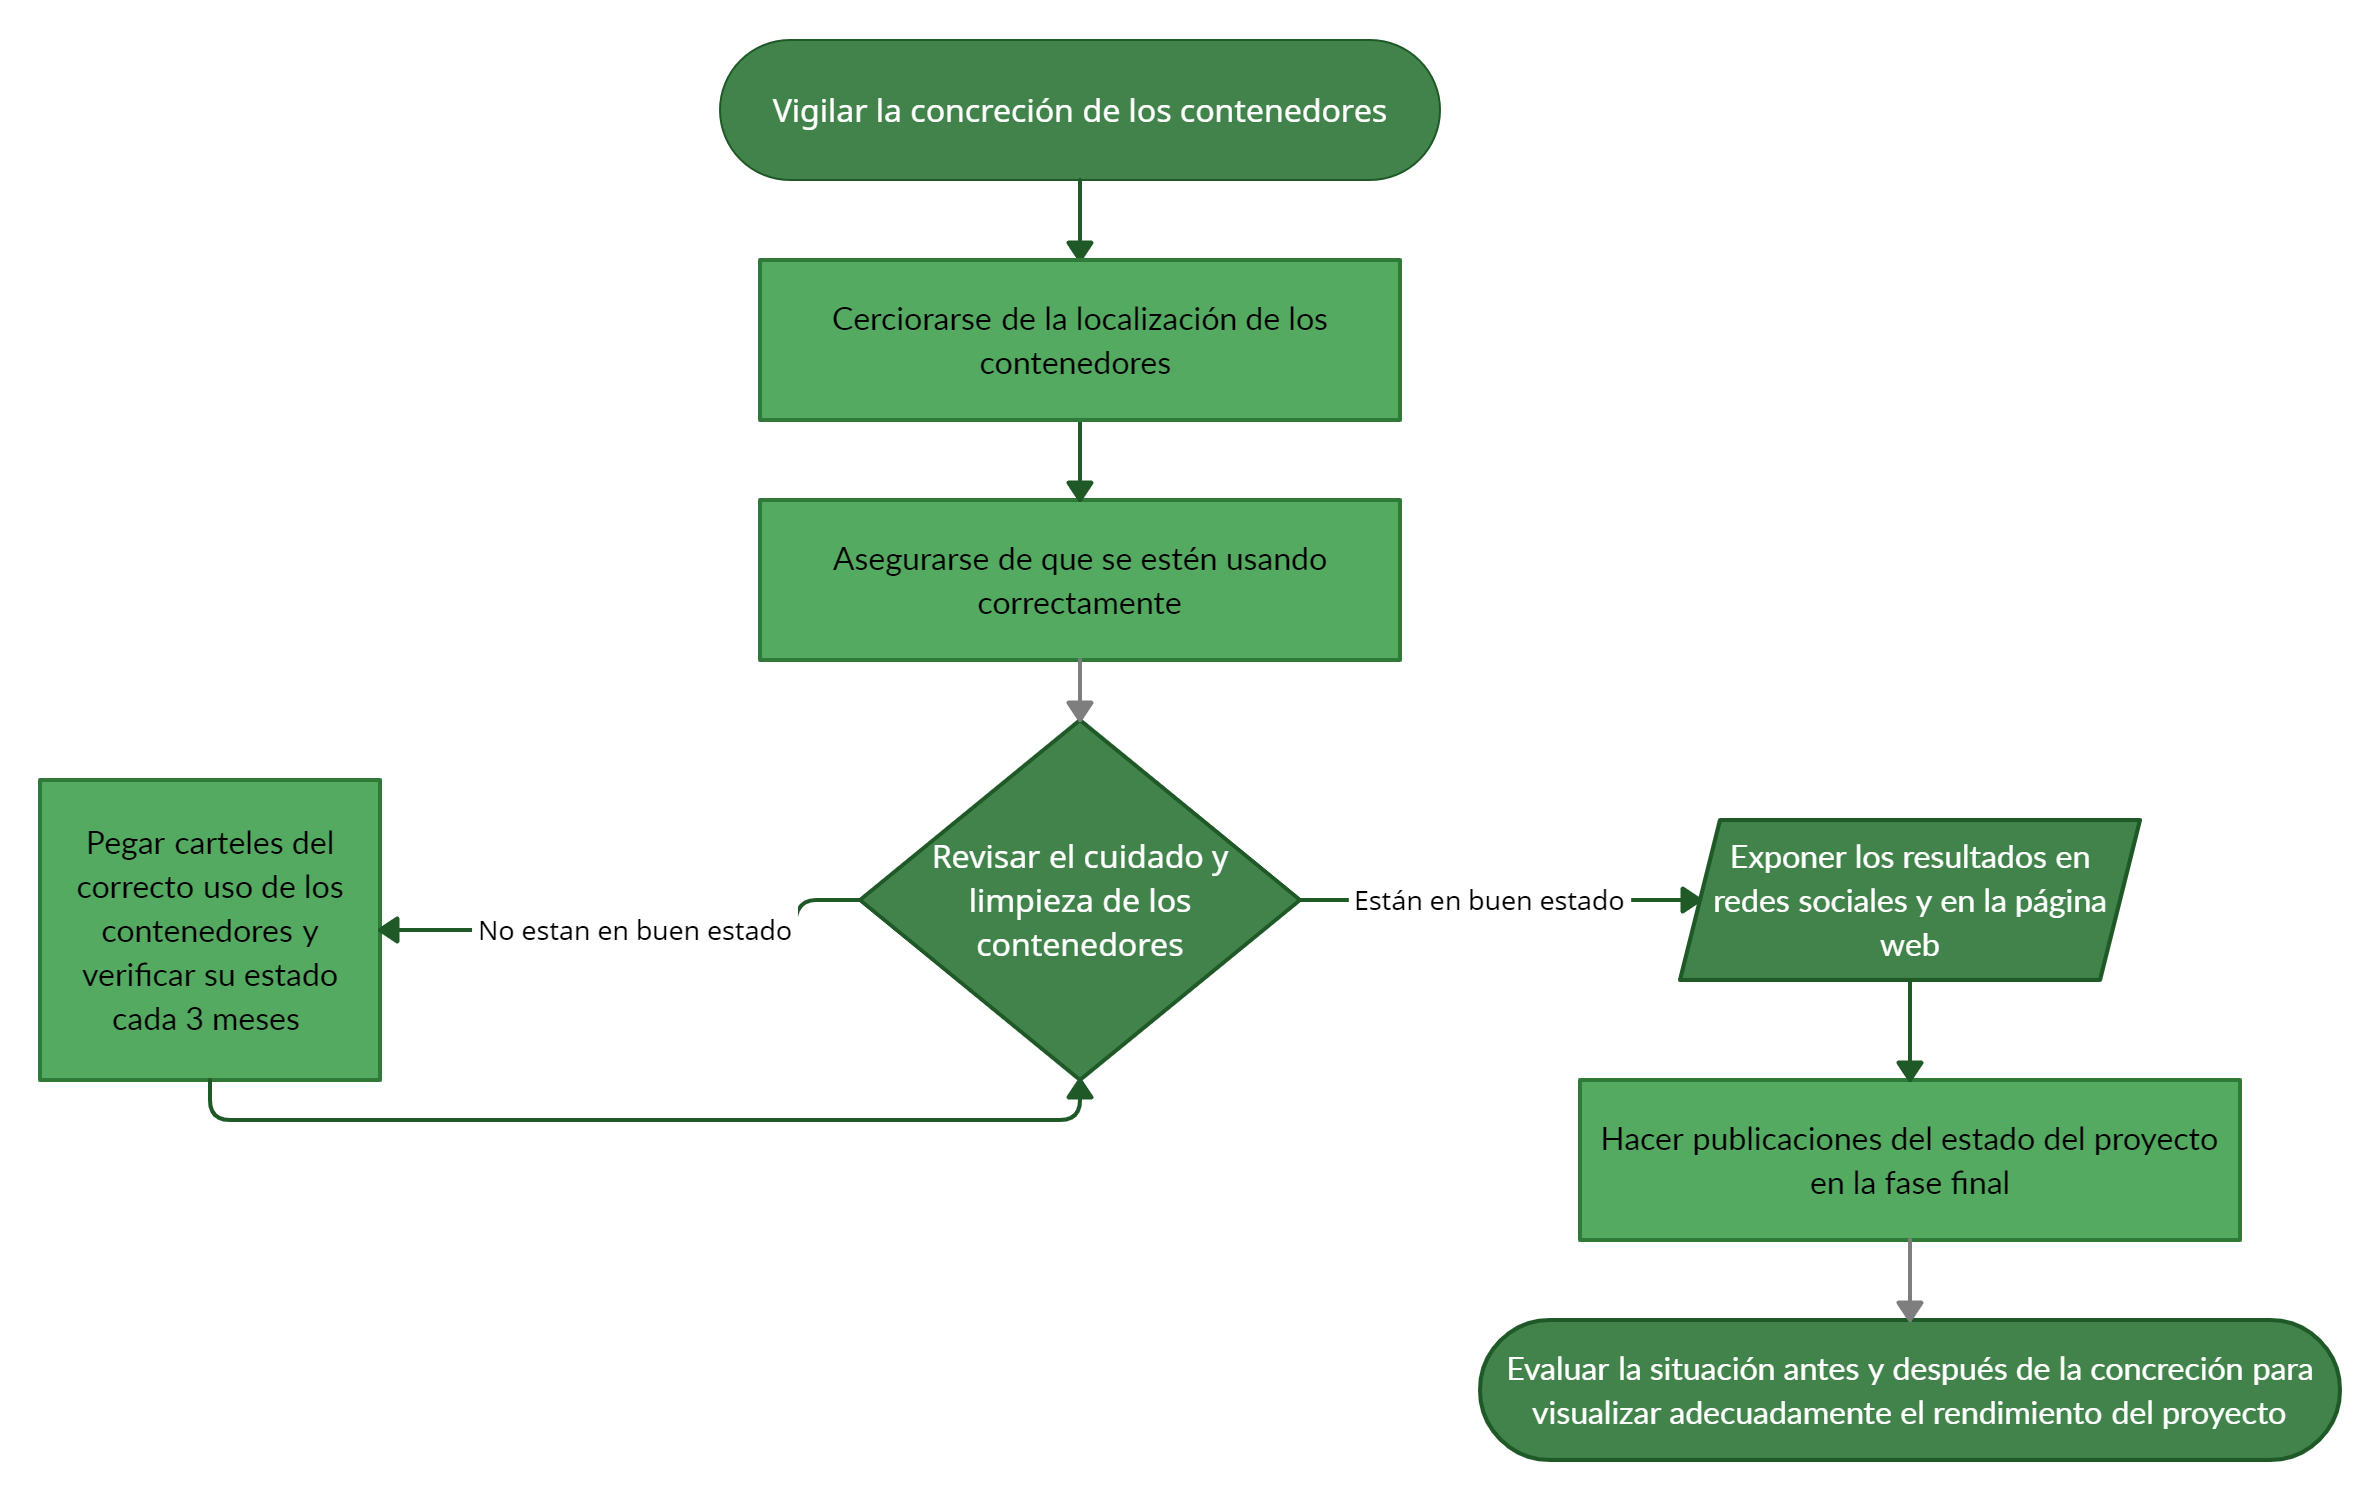 Vigilar la concreción de los contenedores
Cerciorarse de la localización de los
contenedores
Asegurarse de que se estén usando
correctamente
Revisar el cuidado y
limpieza de los
contenedores
No estan en buen estado
Pegar carteles del
correcto uso de los
contenedores y
verificar su estado
cada 3 meses
Están en buen estado
Exponer los resultados en
redes sociales y en la página
web
Hacer publicaciones del estado del proyecto
en la fase final
Evaluar la situación antes y después de la concreción para
visualizar adecuadamente el rendimiento del proyecto